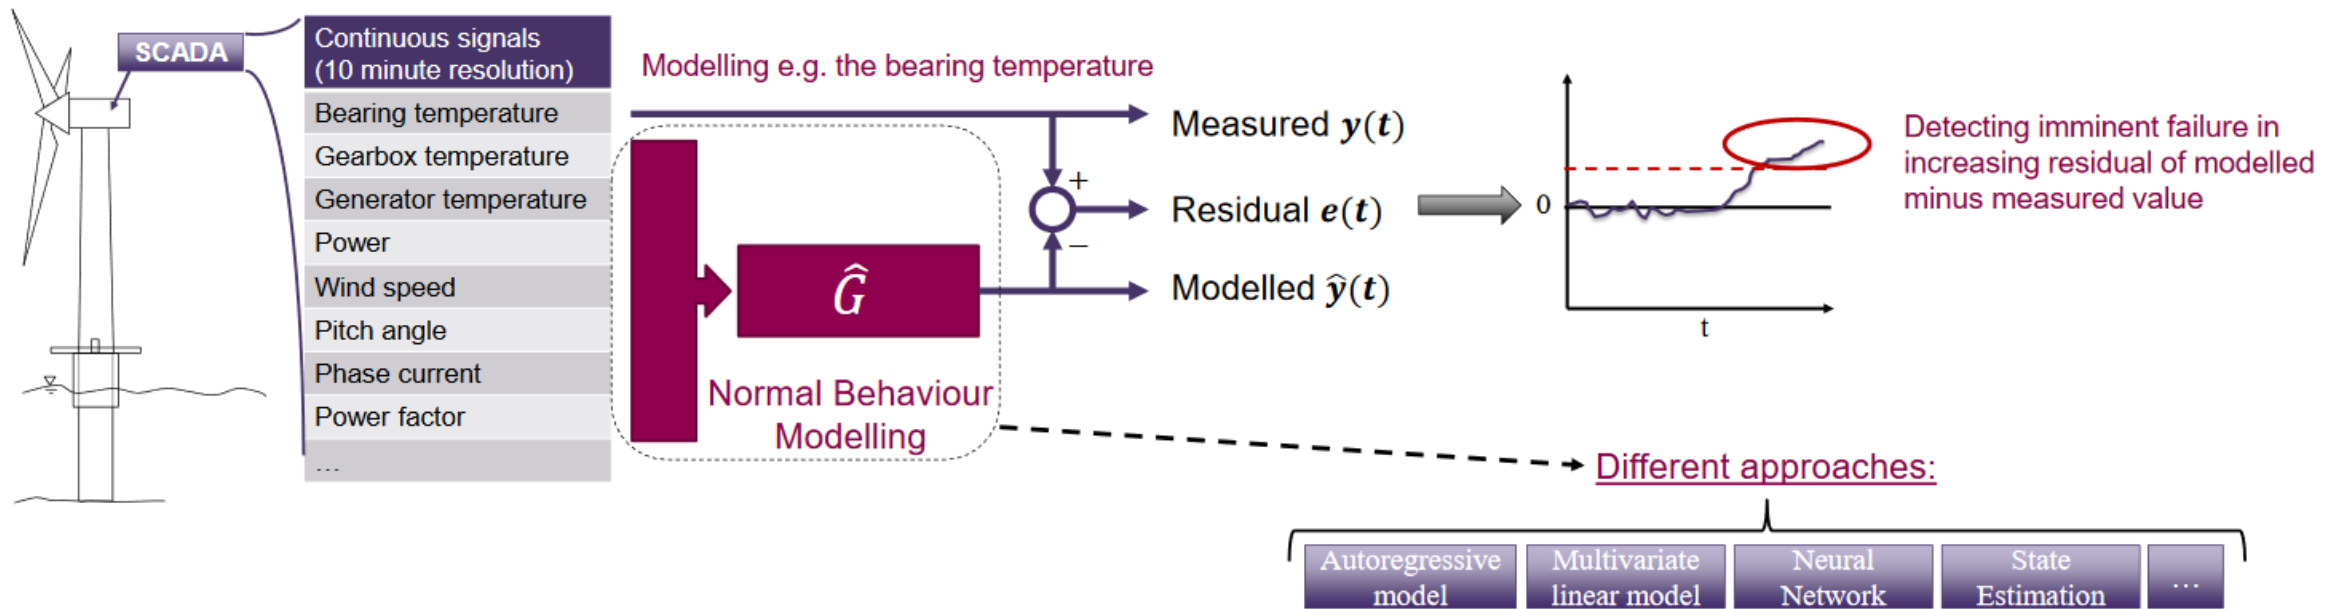 SCADA
Continuous signals
(10 minute resolution)
Bearing temperature
Gearbox temperature
Generator temperature
Power
Wind speed
Pitch angle
Phase current
Power factor
...
Modelling e.g. the bearing temperature
Measured y(t)
+
Residual e(t)
−
Modelled ŷ(t)
Ĝ
Normal Behaviour
Modelling
0
t
Detecting imminent failure in
increasing residual of modelled
minus measured value
Different approaches:
Autoregressive
model
Multivariate
linear model
Neural
Network
State
Estimation
...